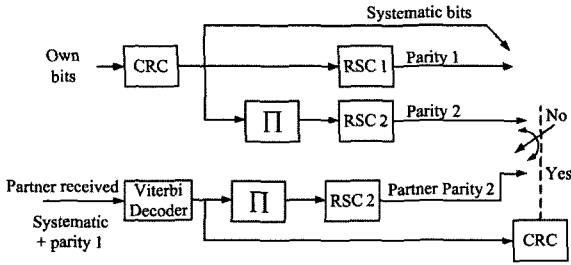 Systematic bits
Own
bits
CRC
RSC 1
Parity 1
∏
RSC 2
Parity 2
No
Yes
Partner received
Systematic
+ parity 1
Viterbi
Decoder
∏
RSC 2
Partner Parity 2
CRC